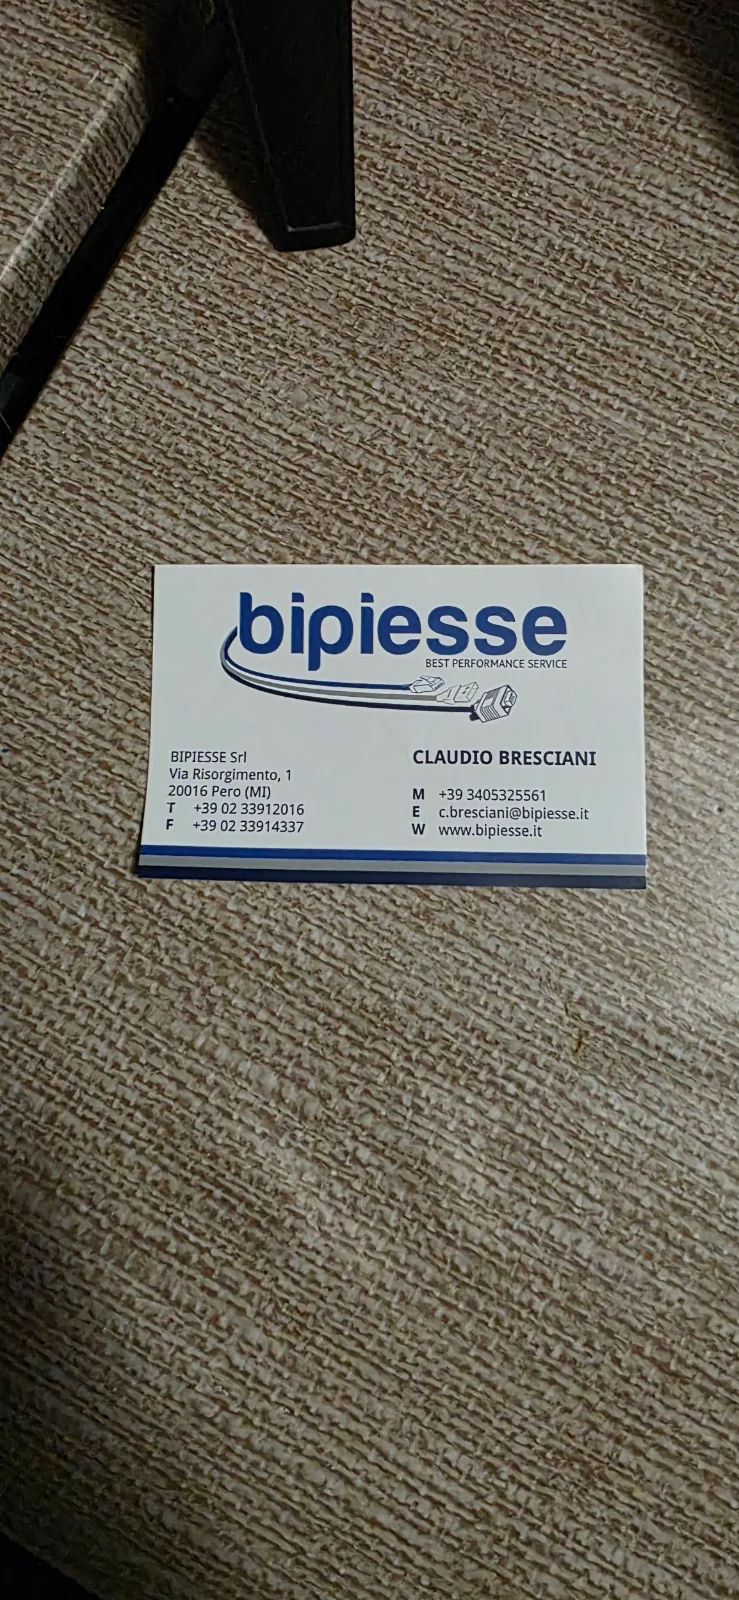 bipiesse
BEST PERFORMANCE SERVICE
BIPIESSE Srl
Via Risorgimento, 1
20016 Pero (MI)
T +39 02 33912016
F +39 02 33914337
CLAUDIO BRESCIANI
M +39 3405325561
E c.bresciani@bipiesse.it
W www.bipiesse.it